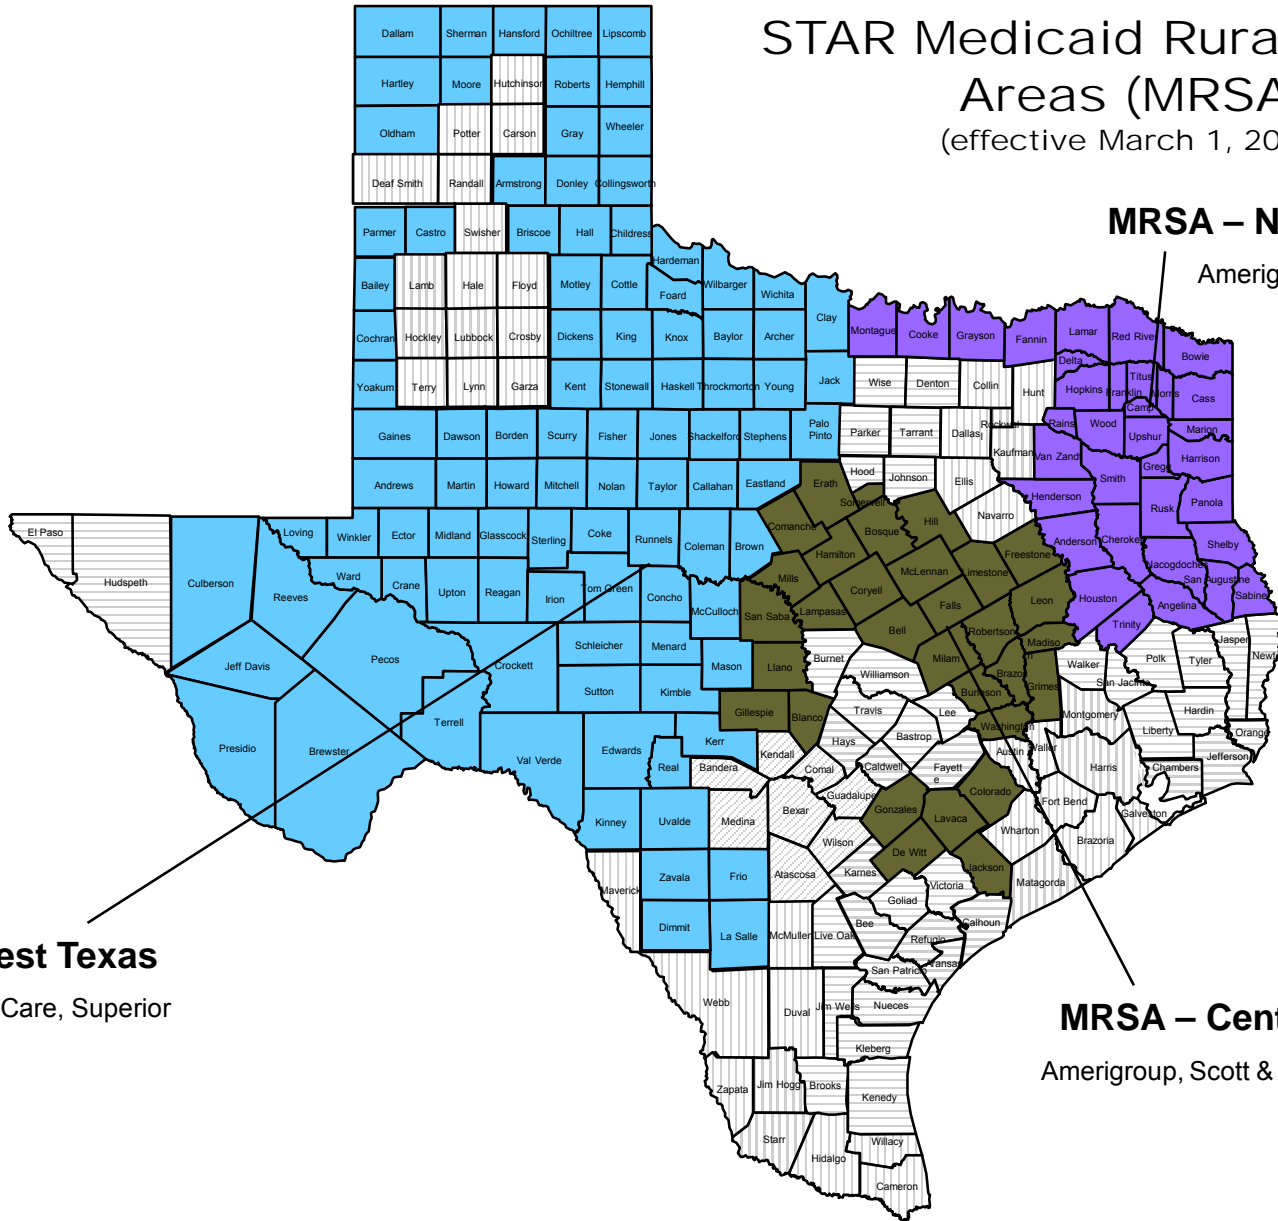 STAR Medicaid Rura
Areas (MRSA
(effective March 1, 20
MRSA – N
Amerig
Dallam Sherman Hansford Ochiltree Lipscomb
Hartley Moore Hutchinson Roberts Hemphill
Oldham Potter Carson Gray Wheeler
Deaf Smith Randall Armstrong Donley Collingsworth
Parmer Castro Swisher Briscoe Hall Childress
Hardeman
Bailey Lamb Hale Floyd Motley Cottle Foard Wilbarger Wichita Clay
Montague Cooke Grayson Fannin Lamar Red River Bowie
Cochran Hockley Lubbock Crosby Dickens King Knox Baylor Archer
Delta Titus
Yoakum Terry Lynn Garza Kent Stonewall Haskell Throckmorton Young Jack Wise Denton Collin Hunt Hopkins Franklin Morris Cass
Camp
Gaines Dawson Borden Scurry Fisher Jones Shackelford Stephens Palo
Pinto
Parker Tarrant Dallas Rockwal Rains Wood Upshur Marion
Kaufman Van Zand Gregg Harrison
Andrews Martin Howard Mitchell Nolan Taylor Callahan Eastland Erath Hood Johnson Ellis Henderson Smith Rusk Panola
Somervell Navarro
El Paso Hudspeth Culberson Loving Winkler Ector Midland Glasscock Sterling Coke Runnels Coleman Brown Comanche Bosque Hill Anderson Cheroke Shelby
Hamilton Freestone Nacogdoche
Reeves Ward Crane Upton Reagan Irion Tom Green Concho McCulloch Mills Coryell McLennan Limestone Leon Houston San Augustine Sabine
San Saba Lampasas Falls Angelina
Bell Robertson Trinity
Jeff Davis Pecos Crockett Schleicher Menard Mason Llano Burnet Milam Madiso
n
Jasper Newt
Williamson Brazo Grimes Walker Polk Tyler
Sutton Kimble San Jacinto
Presidio Brewster Terrell Val Verde Edwards Kerr Gillespie Blanco Travis Lee Burleson Washington Montgomery Hardin
Liberty Orange
Real Bandera Kendall Hays Bastrop Austin Waller Harris Chambers Jefferson
Comal Caldwell Fayett
e
Kinney Uvalde Medina Bexar Guadalupe Gonzales Colorado Fort Bend Galveston
Lavaca Wharton Brazoria
Wilson De Witt
Maverick Zavala Frio Atascosa Karnes Jackson Matagorda
Victoria
Goliad
Dimmit La Salle McMullen Live Oak Bee Calhoun
Refugio
Aransas
San Patricio
Webb Duval Jim Wells Nueces
Kleberg
Zapata Jim Hogg Brooks Kenedy
Starr Hidalgo Willacy
Cameron
est Texas
Care, Superior
MRSA – Cent
Amerigroup, Scott &